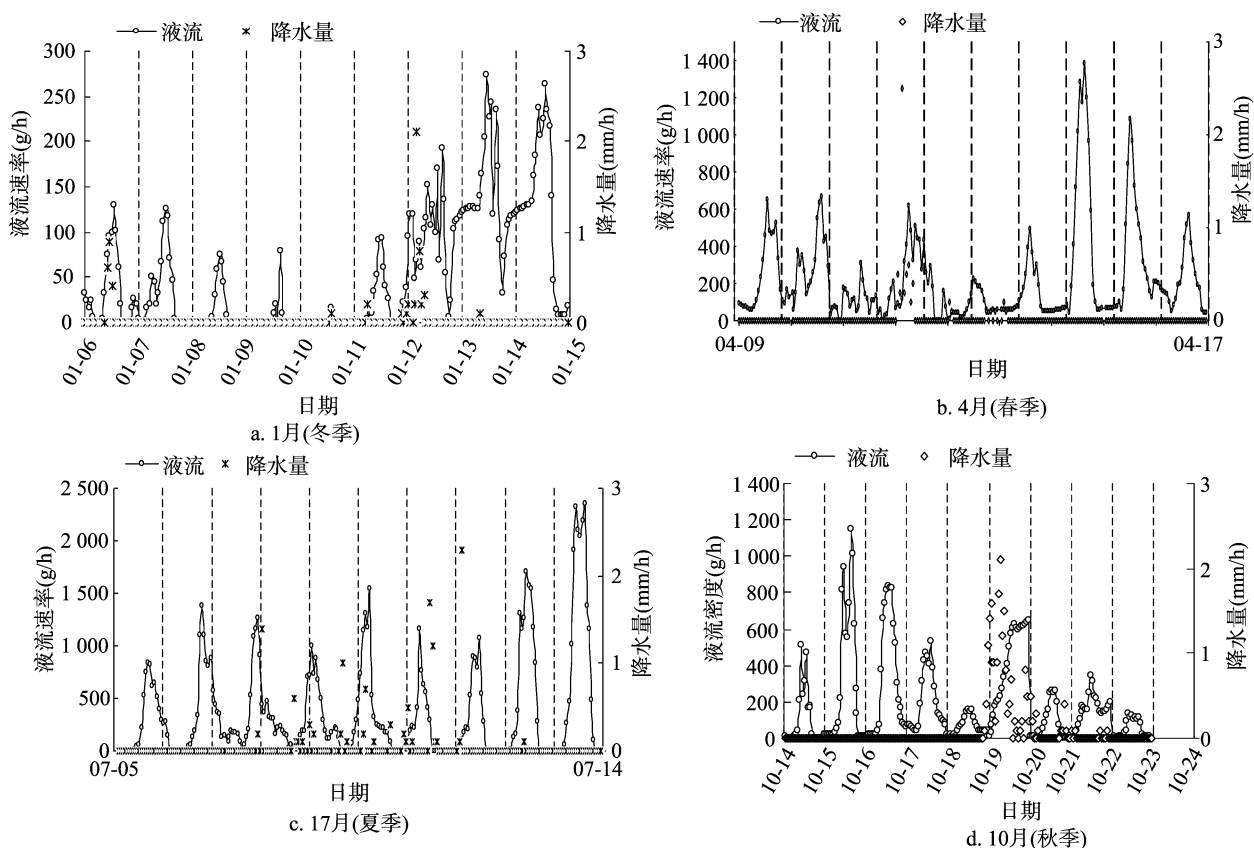 液流 降水量
300
250
200
150
100
50
0
液流速率(g/h)
3
2
1
0
降水量(mm/h)
01-06 01-07 01-08 01-09 01-10 01-11 01-12 01-13 01-14 01-15
日期
a. 1月(冬季)
液流 降水量
1 400
1 200
1 000
800
600
400
200
0
液流速率(g/h)
3
2
1
0
降水量(mm/h)
04-09 04-17
日期
b. 4月(春季)
液流 降水量
2 500
2 000
1 500
1 000
500
0
液流速率(g/h)
3
2
1
0
降水量(mm/h)
07-05 07-14
日期
c. 17月(夏季)
液流 降水量
1 400
1 200
1 000
800
600
400
200
0
液流密度(g/h)
3
2
1
0
降水量(mm/h)
10-14 10-15 10-16 10-17 10-18 10-19 10-20 10-21 10-22 10-23 10-24
日期
d. 10月(秋季)